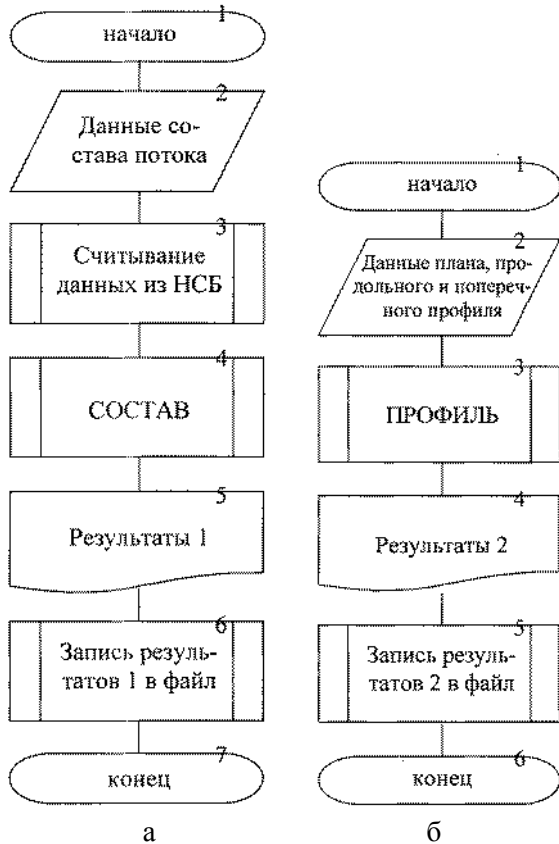 1
начало
2
Данные со-
става потока
3
Считывание
данных из НСБ
4
СОСТАВ
5
Результаты 1
6
Запись резуль-
татов 1 в файл
7
конец
а
1
начало
2
Данные плана, про-
дольного и попереч-
ного профиля
3
ПРОФИЛЬ
4
Результаты 2
5
Запись резуль-
татов 2 в файл
6
конец
б